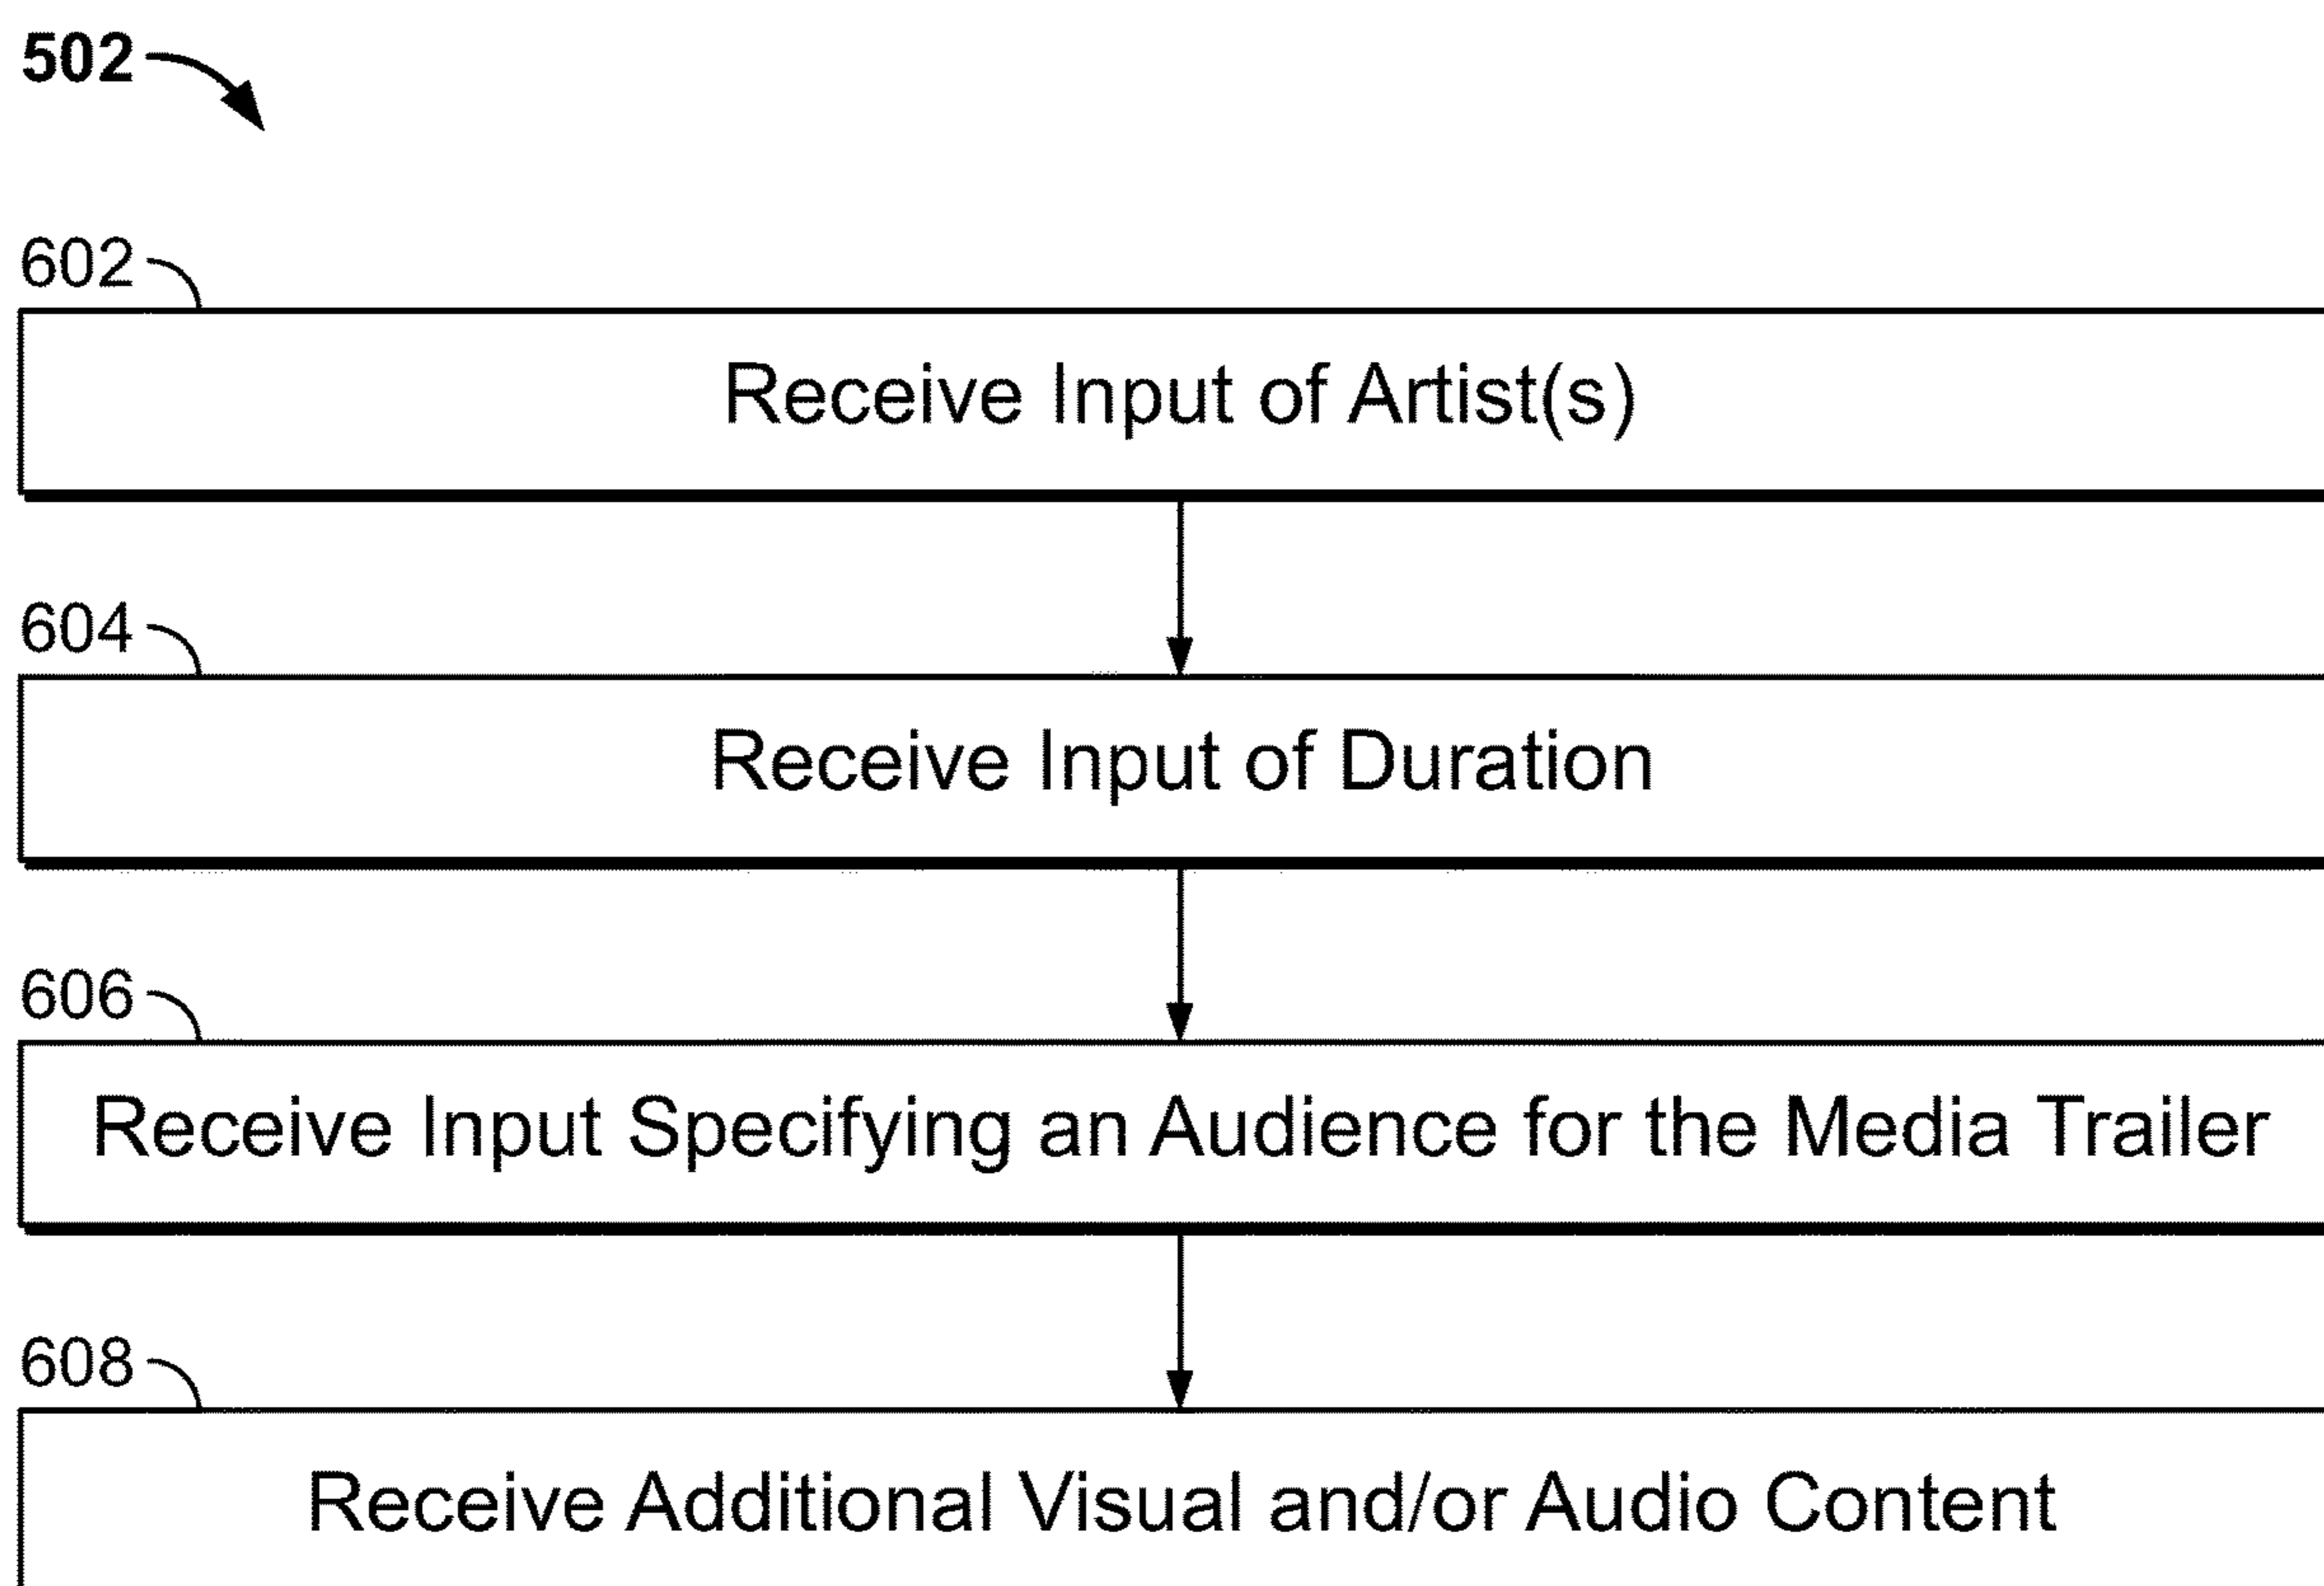 502
602
Receive Input of Artist(s)
604
Receive Input of Duration
606
Receive Input Specifying an Audience for the Media Trailer
608
Receive Additional Visual and/or Audio Content